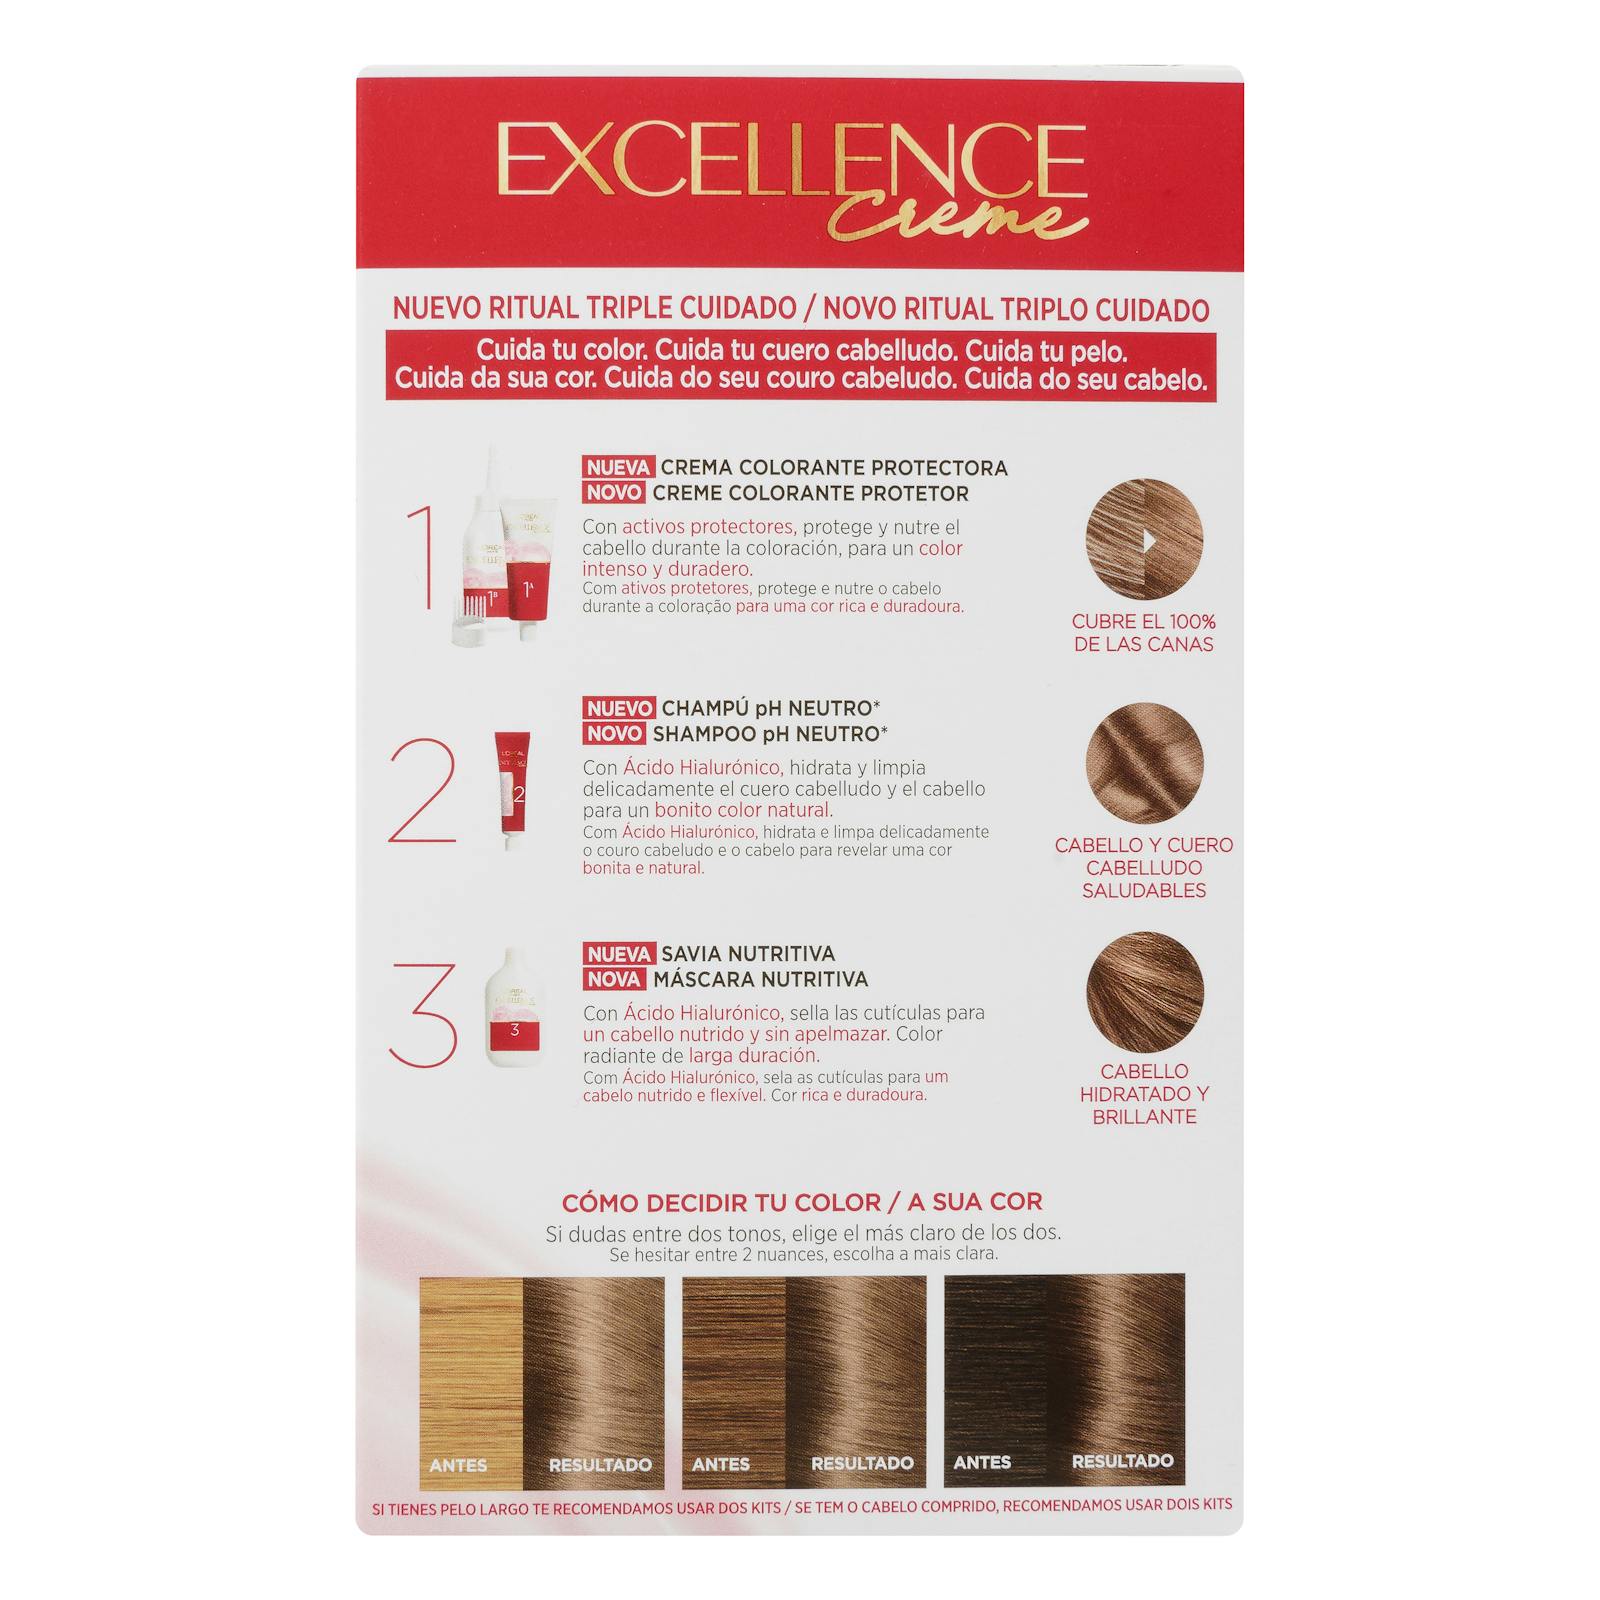 EXCELLENCE
Creme
NUEVO RITUAL TRIPLE CUIDADO / NOVO RITUAL TRIPLO CUIDADO
Cuida tu color. Cuida tu cuero cabelludo. Cuida tu pelo.
Cuida da sua cor. Cuida do seu couro cabeludo. Cuida do seu cabelo.
1
1B
1A
NUEVA CREMA COLORANTE PROTECTORA
NOVO CREME COLORANTE PROTETOR
Con activos protectores, protege y nutre el
cabello durante la coloración, para un color
intenso y duradero.
Com ativos protetores, protege e nutre o cabelo
durante a coloração para uma cor rica e duradoura.
CUBRE EL 100%
DE LAS CANAS
2
L'ORÉAL
2
NUEVO CHAMPÚ pH NEUTRO*
NOVO SHAMPOO pH NEUTRO*
Con Ácido Hialurónico, hidrata y limpia
delicadamente el cuero cabelludo y el cabello
para un bonito color natural.
Com Ácido Hialurónico, hidrata e limpa delicadamente
o couro cabeludo e o cabelo para revelar uma cor
bonita e natural.
CABELLO Y CUERO
CABELLUDO
SALUDABLES
3
3
NUEVA SAVIA NUTRITIVA
NOVA MÁSCARA NUTRITIVA
Con Ácido Hialurónico, sella las cutículas para
un cabello nutrido y sin apelmazar. Color
radiante de larga duración.
Com Ácido Hialurónico, sela as cutículas para um
cabelo nutrido e flexível. Cor rica e duradoura.
CABELLO
HIDRATADO Y
BRILLANTE
CÓMO DECIDIR TU COLOR / A SUA COR
Si dudas entre dos tonos, elige el más claro de los dos.
Se hesitar entre 2 nuances, escolha a mais clara.
ANTES RESULTADO ANTES RESULTADO ANTES RESULTADO
SI TIENES PELO LARGO TE RECOMENDAMOS USAR DOS KITS / SE TEM O CABELO COMPRIDO, RECOMENDAMOS USAR DOIS KITS